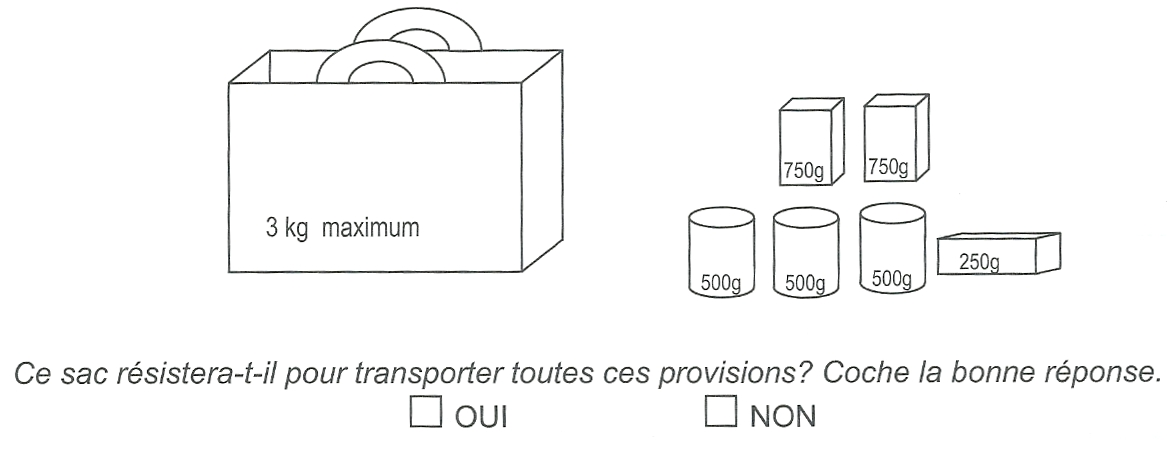 3 kg maximum
750g 750g
500g 500g 500g 250g
Ce sac résistera-t-il pour transporter toutes ces provisions? Coche la bonne réponse.
OUI NON